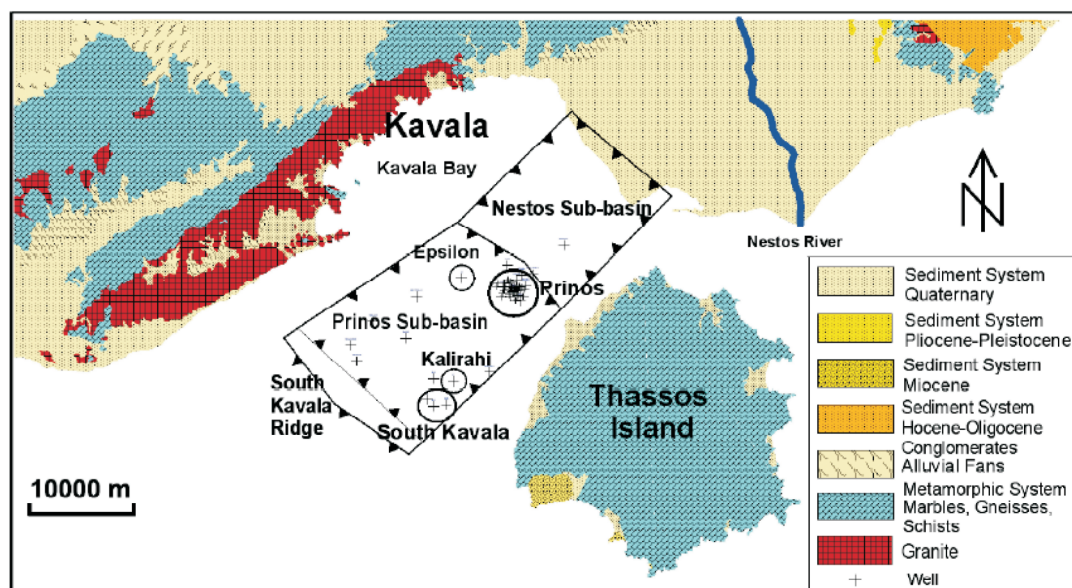 Kavala
Kavala Bay
Nestos Sub-basin
Nestos River
Epsilon
Prinos
Prinos Sub-basin
Kalirahi
South
Kavala
Ridge
South Kavala
Thassos
Island
10000 m
N
Sediment System
Quaternary
Sediment System
Pliocene-Pleistocene
Sediment System
Miocene
Sediment System
Hocene-Oligocene
Conglomerates
Alluvial Fans
Metamorphic System
Marbles, Gneisses,
Schists
Granite
Well